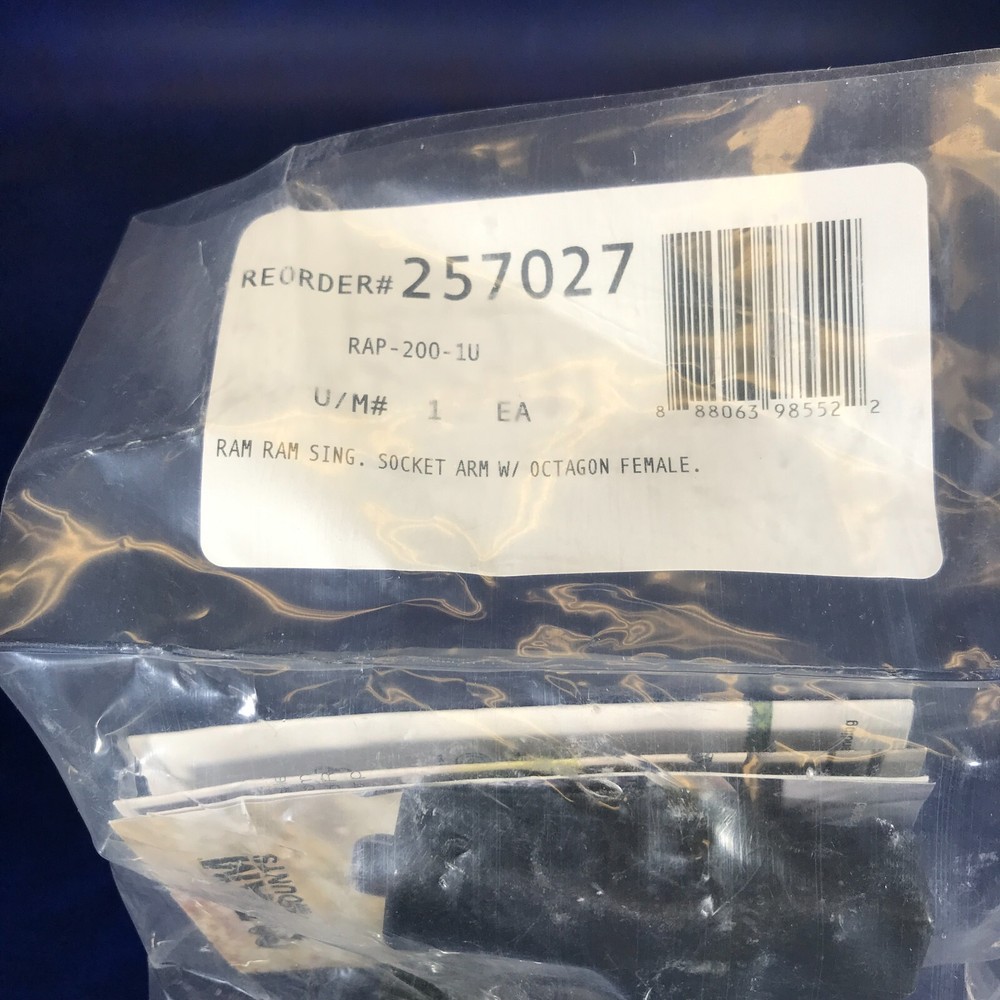 REORDER# 257027
RAP-200-1U
U/M# 1 EA
8 88063 98552 2
RAM RAM SING. SOCKET ARM W/ OCTAGON FEMALE.